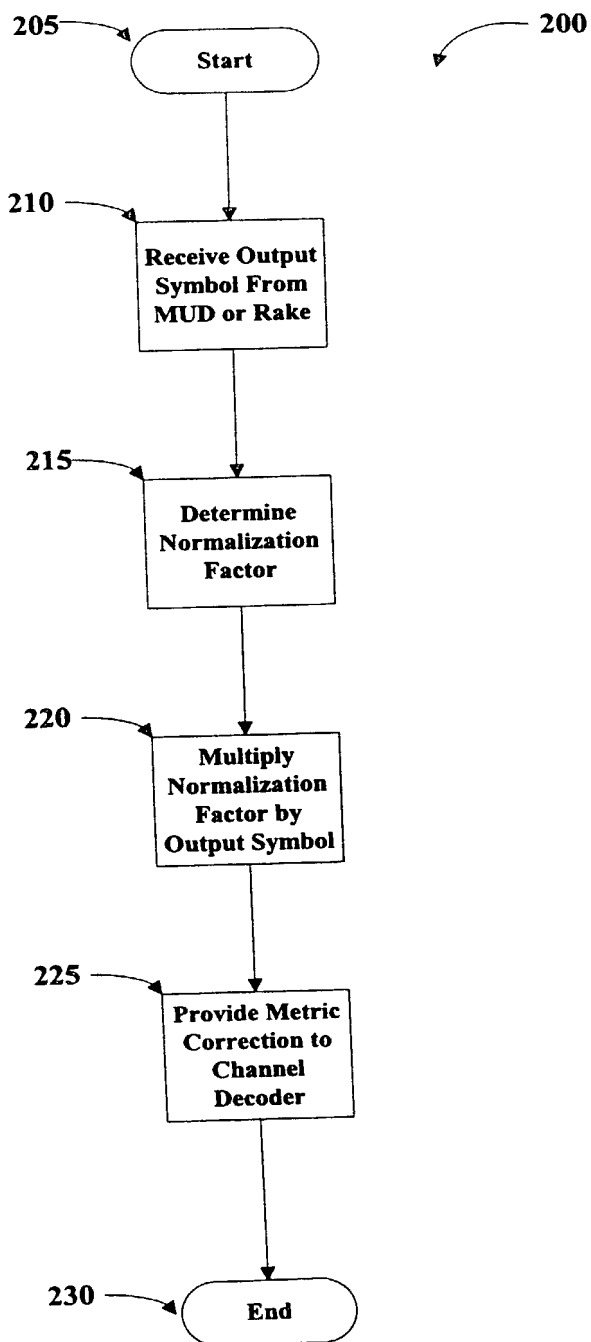 205
200
Start
210
Receive Output
Symbol From
MUD or Rake
215
Determine
Normalization
Factor
220
Multiply
Normalization
Factor by
Output Symbol
225
Provide Metric
Correction to
Channel
Decoder
230
End